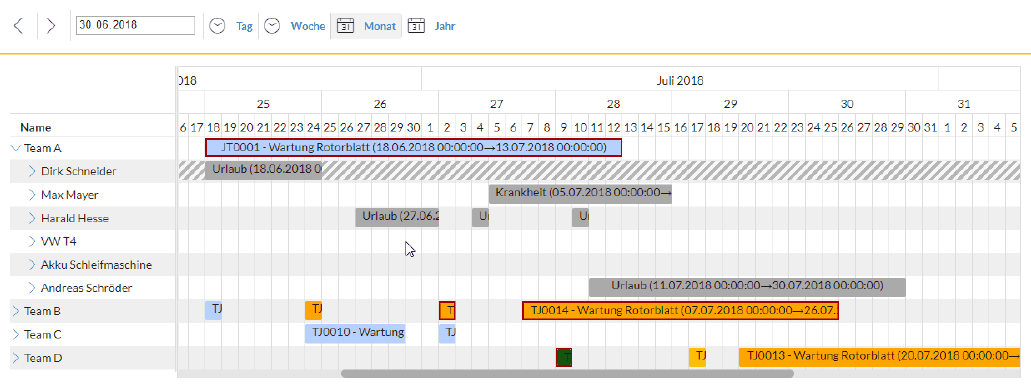 30.06.2018 Tag Woche 31 Monat 31 Jahr
018 Juli 2018
25 26 27 28 29 30 31
Name 6 17 18 19 20 21 22 23 24 25 26 27 28 29 30 1 2 3 4 5 6 7 8 9 10 11 12 13 14 15 16 17 18 19 20 21 22 23 24 25 26 27 28 29 30 31 1 2 3 4 5
Team A JT0001 - Wartung Rotorblatt (18.06.2018 00:00:00→13.07.2018 00:00:00)
Dirk Schneider Urlaub (18.06.2018 0
Max Mayer Krankheit (05.07.2018 00:00:00→
Harald Hesse Urlaub (27.06.2 Ur Ur
VW T4
Akku Schleifmaschine
Andreas Schröder Urlaub (11.07.2018 00:00:00→30.07.2018 00:00:00)
Team B TJ TJ T TJ0014 - Wartung Rotorblatt (07.07.2018 00:00:00→26.07.
Team C TJ0010 - Wartung TJ
Team D T TJ TJ0013 - Wartung Rotorblatt (20.07.2018 00:00:00→